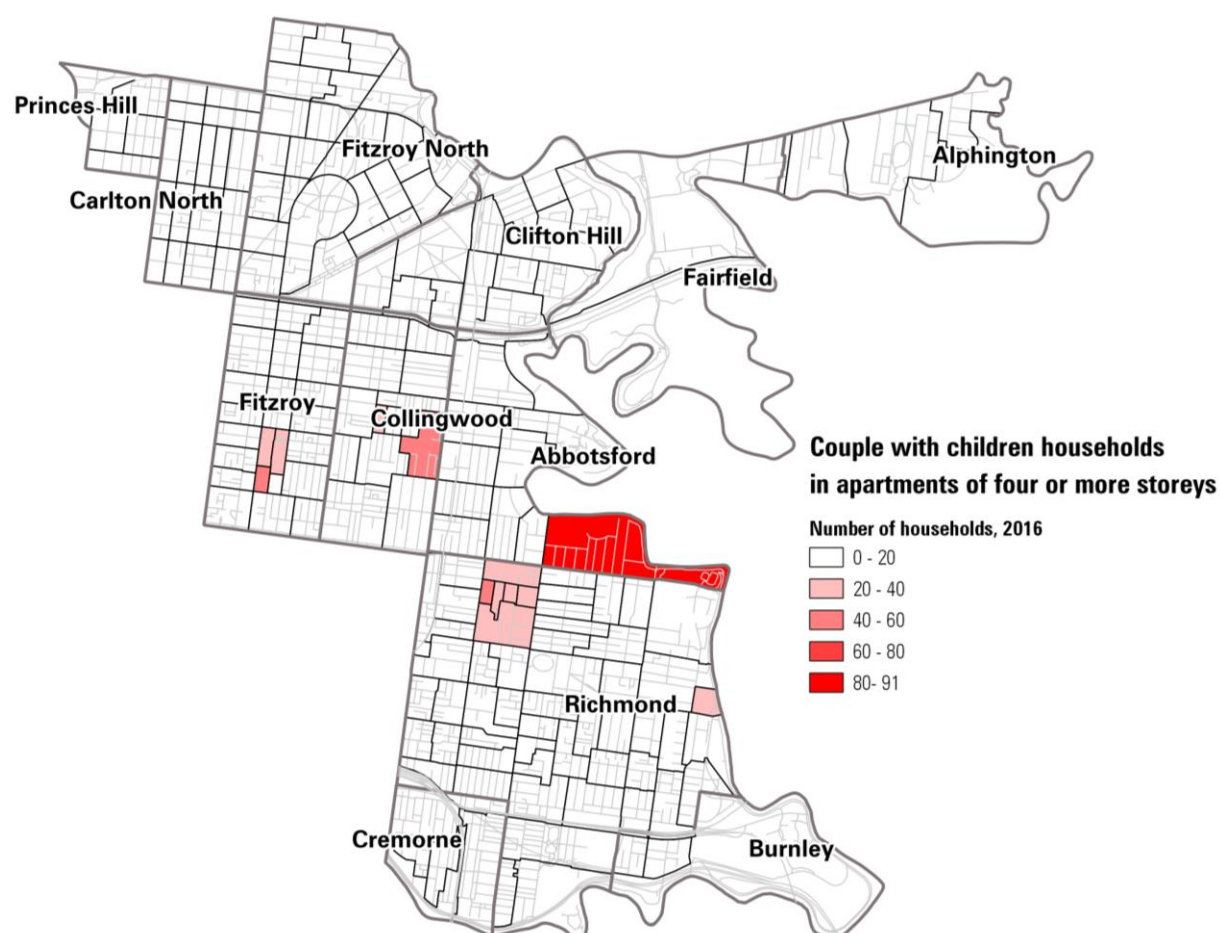 Princes Hill
Fitzroy North
Alphington
Carlton North
Clifton Hill
Fairfield
Fitzroy
Collingwood
Abbotsford
Couple with children households
in apartments of four or more storeys
Number of households, 2016
0 - 20
20 - 40
40 - 60
60 - 80
80- 91
Richmond
Cremorne
Burnley